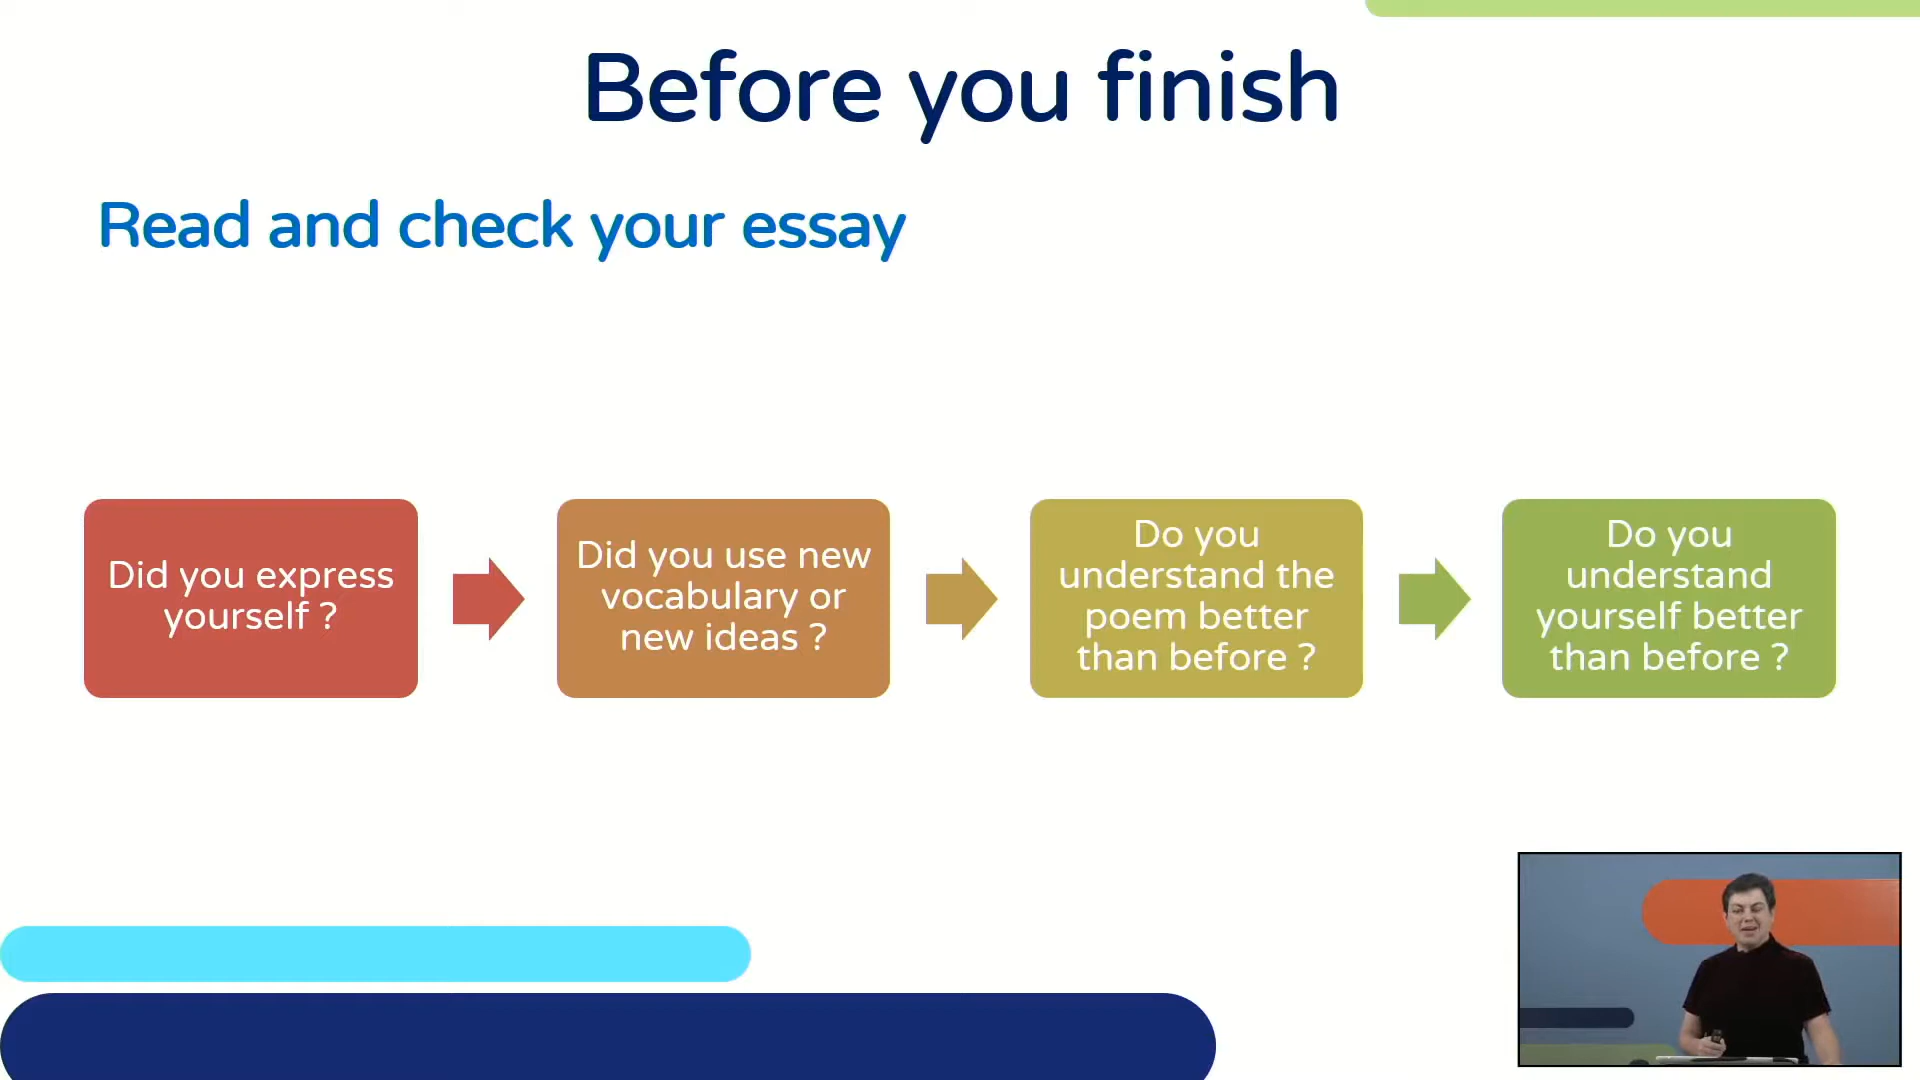 Before you finish
Read and check your essay
Did you express
yourself ?
Did you use new
vocabulary or
new ideas ?
Do you
understand the
poem better
than before ?
Do you
understand
yourself better
than before ?